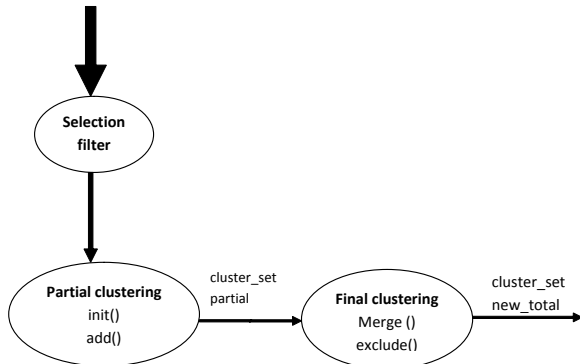 Selection
filter
Partial clustering
init()
add()
cluster_set
partial
Final clustering
Merge ()
exclude()
cluster_set
new_total